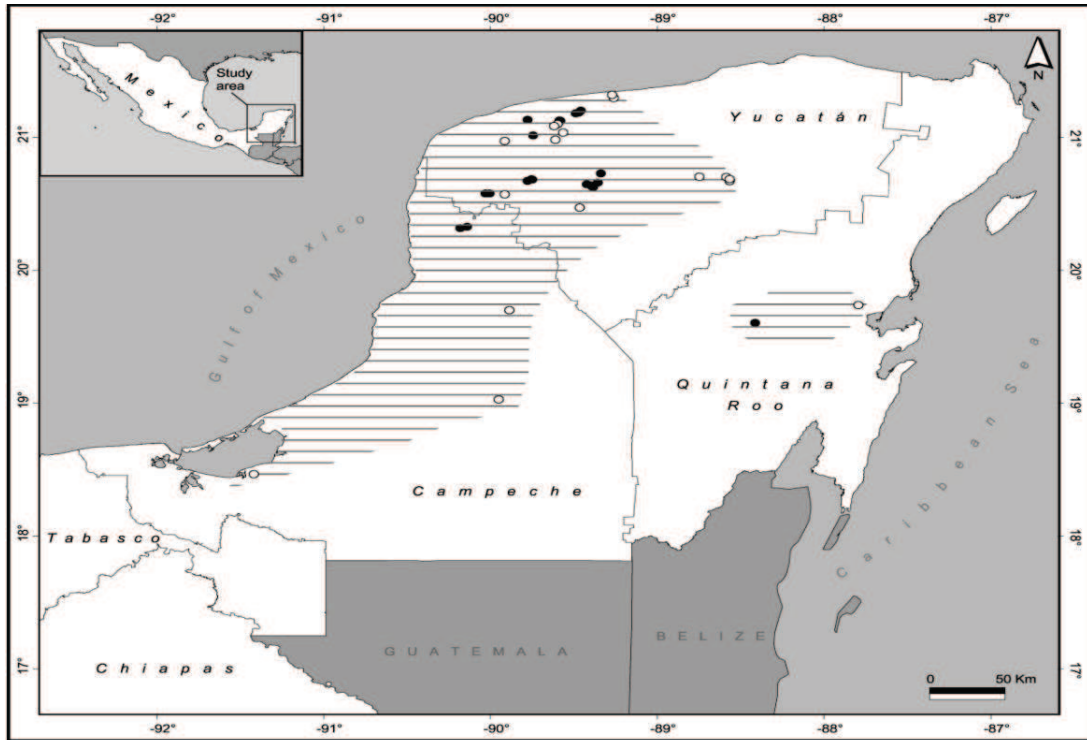 -92° -91° -90° -89° -88° -87°
Study
area
Mexico
N
Yucatán
21° 21°
Gulf of Mexico
20° 20°
Quintana
Roo
19° 19°
Campeche
Caribbean Sea
18° 18°
Tabasco
GUATEMALA
BELIZE
Chiapas
17° 17°
0 50 Km
-92° -91° -90° -89° -88° -87°